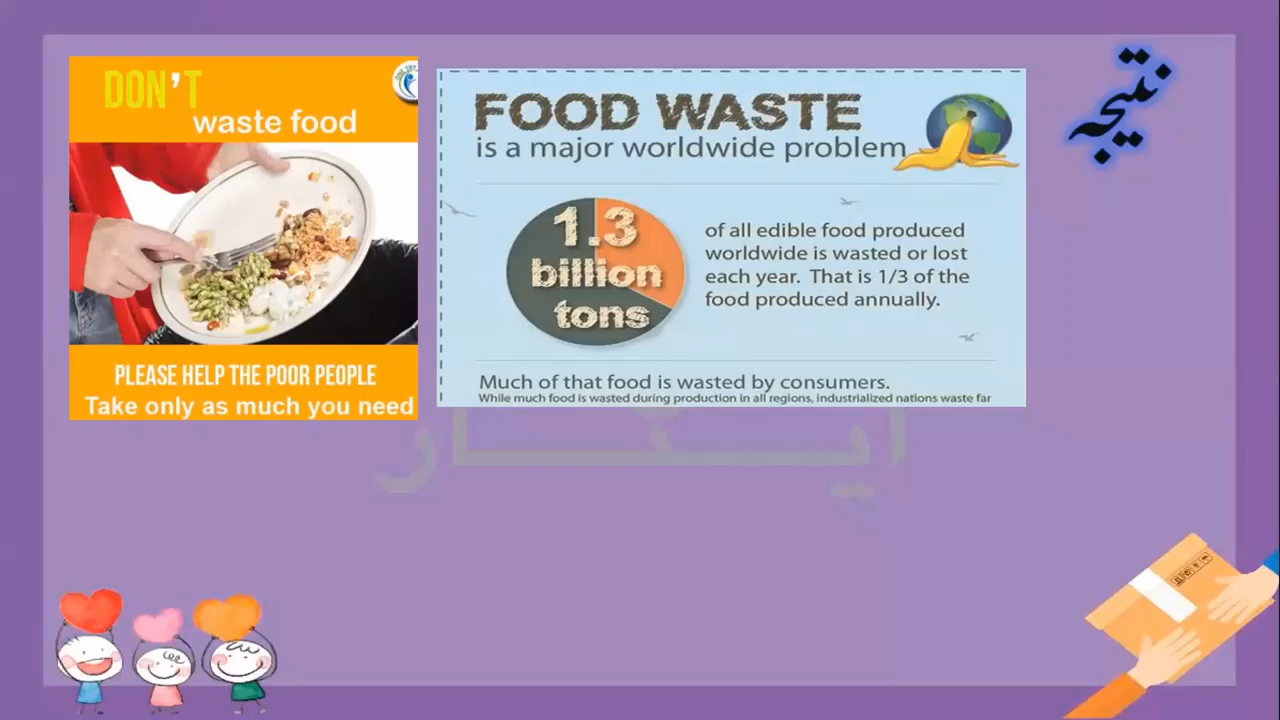 نتیجہ
DON'T
waste food
PLEASE HELP THE POOR PEOPLE
Take only as much you need
FOOD WASTE
is a major worldwide problem
1.3
billion
tons
of all edible food produced
worldwide is wasted or lost
each year. That is 1/3 of the
food produced annually.
Much of that food is wasted by consumers.
While much food is wasted during production in all regions, industrialized nations waste far
ایثار